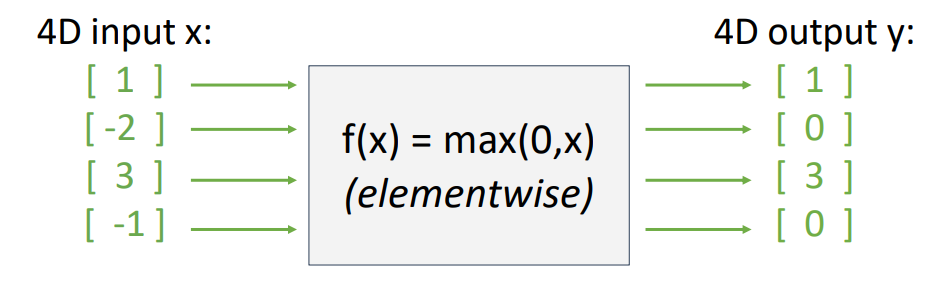 4D input x:
4D output y:
[ 1 ]
[ -2 ]
[ 3 ]
[ -1 ]
f(x) = max(0,x)
(elementwise)
[ 1 ]
[ 0 ]
[ 3 ]
[ 0 ]